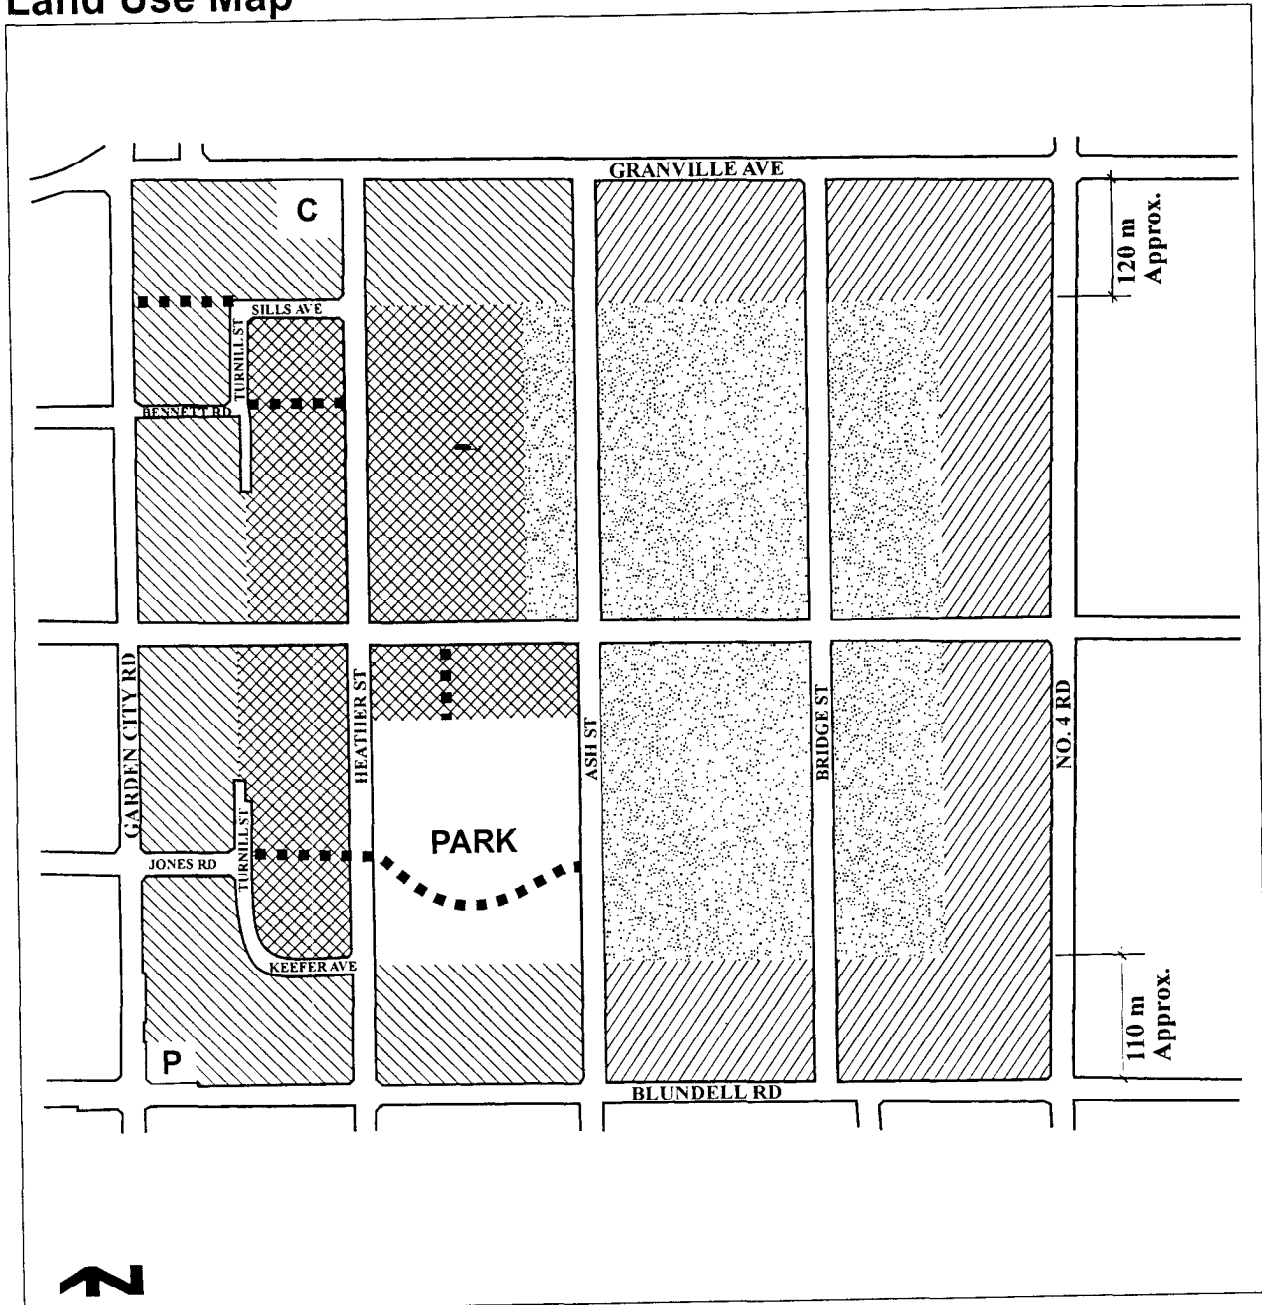 Land Use Map
GRANVILLE AVE
C
120 m
Approx.
SILLS AVE
TURNILL ST
BENNETT RD
GARDEN CITY RD
HEATHER ST
ASH ST
BRIDGE ST
NO. 4 RD
PARK
TURNILL ST
JONES RD
KEEFER AVE
110 m
Approx.
P
BLUNDELL RD
N